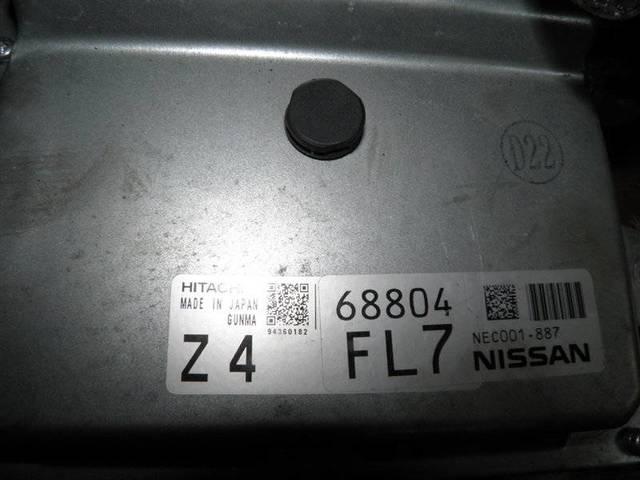 D22
HITACHI
MADE IN JAPAN
GUNMA
94360182
Z4
68804
FL7
NEC001-887
NISSAN